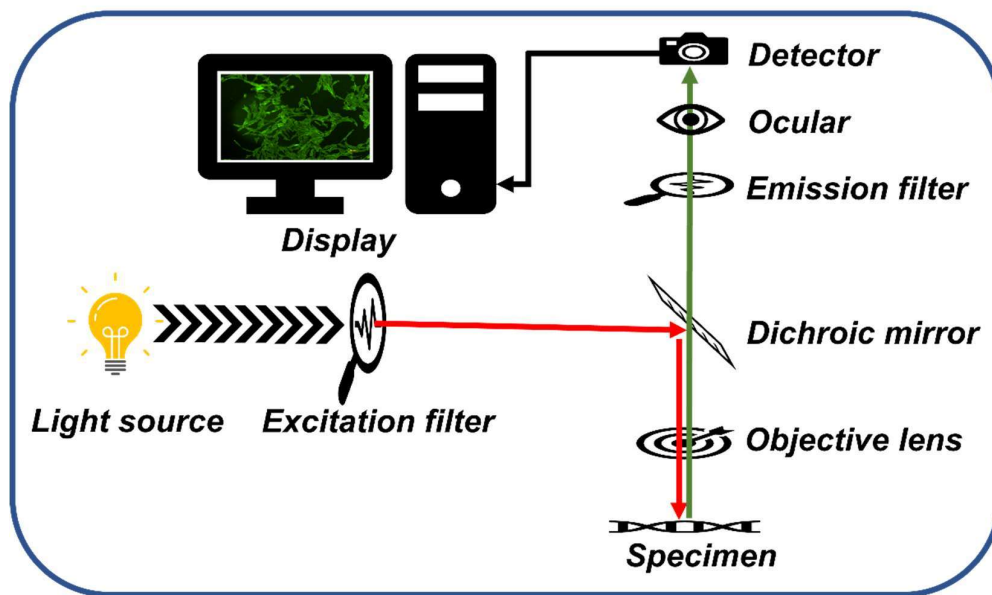 Detector
Ocular
Emission filter
Display
Dichroic mirror
Light source
Excitation filter
Objective lens
Specimen